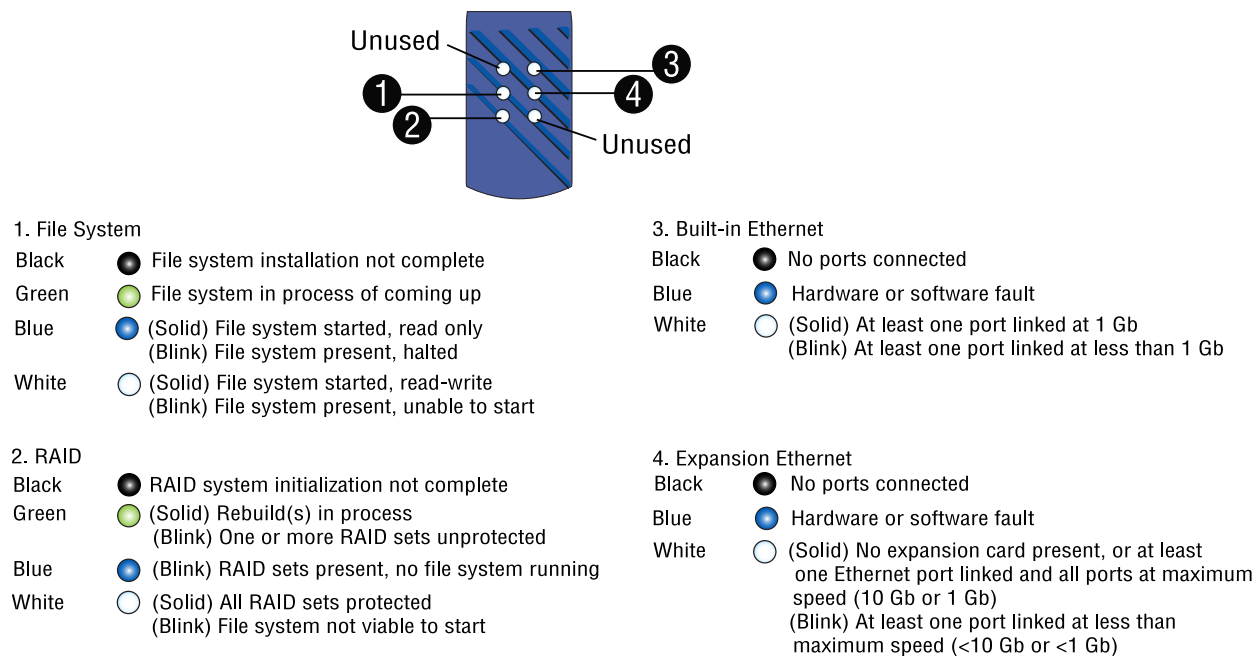 Unused
3
1
4
2
Unused
1. File System
Black File system installation not complete
Green File system in process of coming up
Blue (Solid) File system started, read only
(Blink) File system present, halted
White (Solid) File system started, read-write
(Blink) File system present, unable to start
2. RAID
Black RAID system initialization not complete
Green (Solid) Rebuild(s) in process
(Blink) One or more RAID sets unprotected
Blue (Blink) RAID sets present, no file system running
White (Solid) All RAID sets protected
(Blink) File system not viable to start
3. Built-in Ethernet
Black No ports connected
Blue Hardware or software fault
White (Solid) At least one port linked at 1 Gb
(Blink) At least one port linked at less than 1 Gb
4. Expansion Ethernet
Black No ports connected
Blue Hardware or software fault
White (Solid) No expansion card present, or at least
one Ethernet port linked and all ports at maximum
speed (10 Gb or 1 Gb)
(Blink) At least one port linked at less than
maximum speed (<10 Gb or <1 Gb)